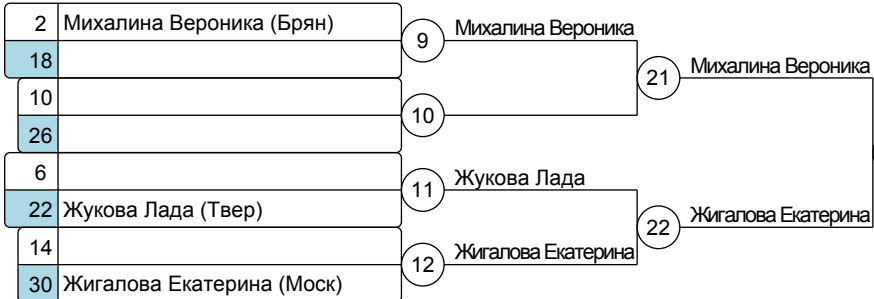 2 Михалина Вероника (Брян)
9 Михалина Вероника
18
21 Михалина Вероника
10
10
26
6
11 Жукова Лада
22 Жукова Лада (Твер)
22 Жигалова Екатерина
14
12 Жигалова Екатерина
30 Жигалова Екатерина (Моск)